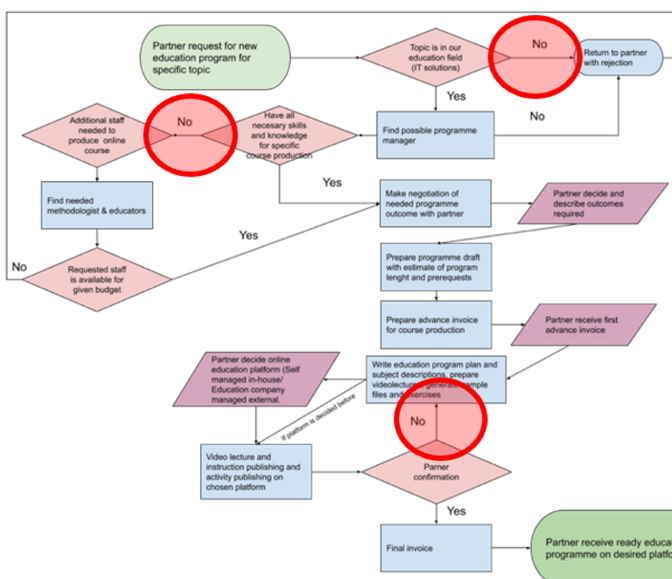 Partner request for new
education program for
specific topic
Topic is in our
education field
(IT solutions)
No
Return to partner
with rejection
Yes
Additional staff
needed to
produce online
course
No
Have all
necesary skills
and knowledge
for specific
course production
Find possible programme
manager
No
Yes
Find needed
methodologist & educators
Make negotiation of
needed programme
outcome with partner
Partner decide and
describe outcomes
required
Yes
No
Requested staff
is available for
given budget
Prepare programme draft
with estimate of program
lenght and prerequests
Prepare advance invoice
for course production
Partner receive first
advance invoice
Partner decide online
education platform (Self
managed in-house/
Education company
managed external.
Write education program plan and
subject descriptions, prepare
videolectures, generate sample
files and exercises
If platform is decided before
No
Video lecture and
instruction publishing and
activity publishing on
chosen platform
Parner
confirmation
Yes
Final invoice
Partner receive ready educat
programme on desired platfo